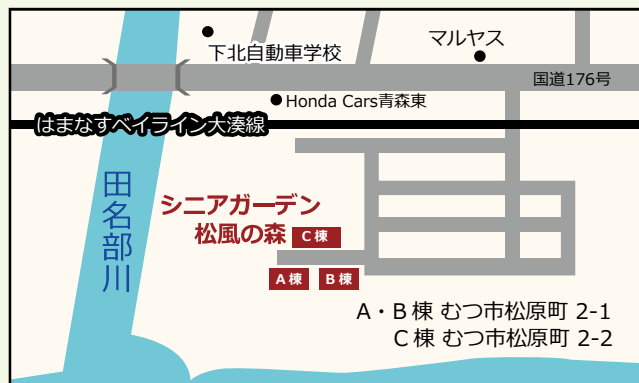 下北自動車学校
マルヤス
国道176号
Honda Cars青森東
はまなすベイライン大湊線
田名部川
シニアガーデン
松風の森
C棟
A棟
B棟
A・B棟 むつ市松原町 2-1
C棟 むつ市松原町 2-2